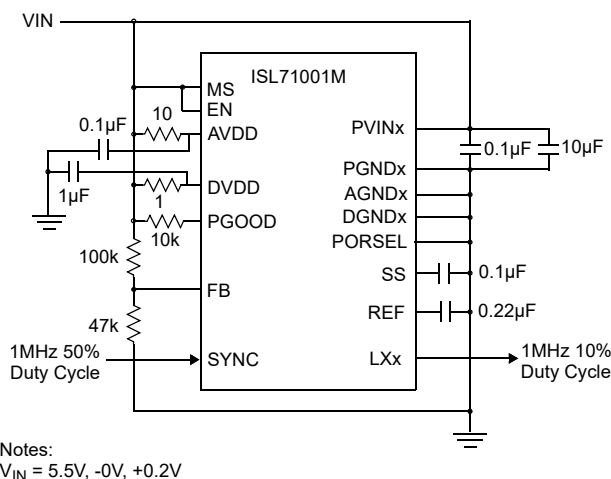 VIN
ISL71001M
MS
EN
10
0.1µF
AVDD
PVINx
0.1µF
10µF
PGNDx
1µF
DVDD
1
AGNDx
DGNDx
PGOOD
10k
PORSEL
100k
SS
0.1µF
FB
REF
0.22µF
47k
1MHz 50%
Duty Cycle
SYNC
LXx
1MHz 10%
Duty Cycle
Notes:
VIN = 5.5V, -0V, +0.2V